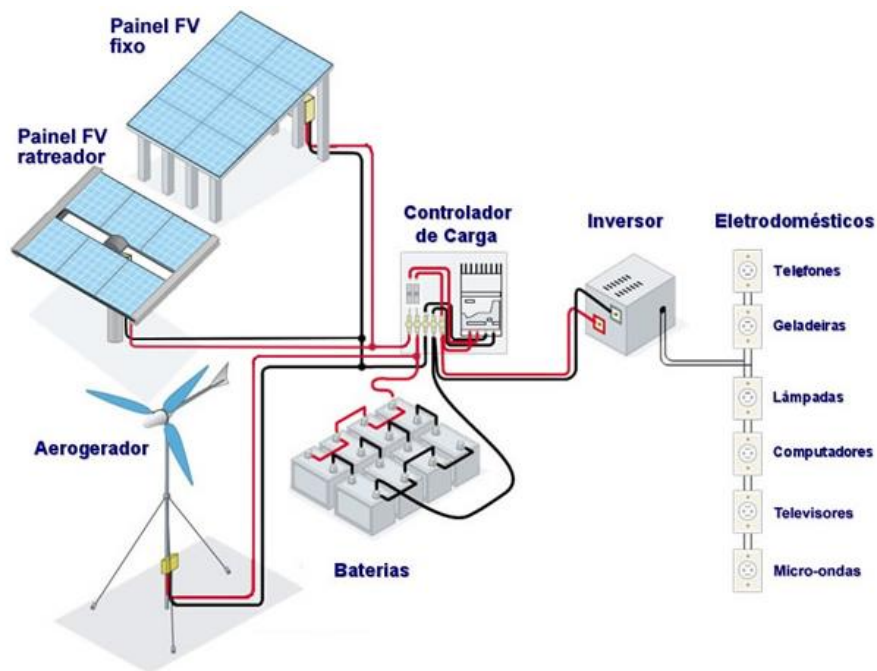 Painel FV
fixo
Painel FV
ratreador
Controlador
de Carga
Inversor
Eletrodomésticos
Telefones
Geladeiras
Lâmpadas
Computadores
Televisores
Micro-ondas
Aerogerador
Baterias